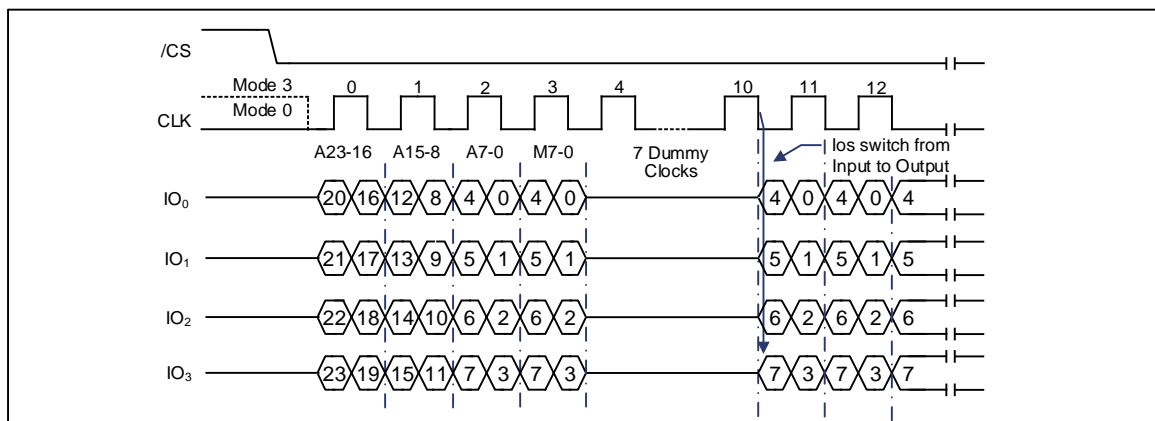 /CS
Mode 3 0 1 2 3 4 10 11 12
Mode 0
CLK
A23-16 A15-8 A7-0 M7-0 7 Dummy Clocks Ios switch from Input to Output
IO0 20 16 12 8 4 0 4 0 4 0 4 0 4
IO1 21 17 13 9 5 1 5 1 5 1 5 1 5
IO2 22 18 14 10 6 2 6 2 6 2 6 2 6
IO3 23 19 15 11 7 3 7 3 7 3 7 3 7